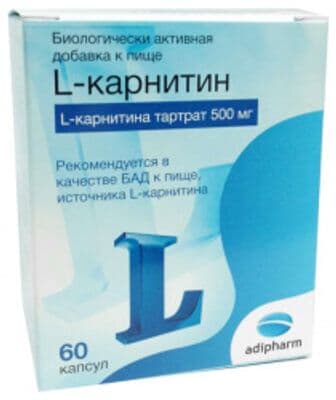 Биологически активная
добавка к пище
L-карнитин
L-карнитина тартрат 500 мг
Рекомендуется в
качестве БАД к пище,
источника L-карнитина
L
60
капсул
adipharm